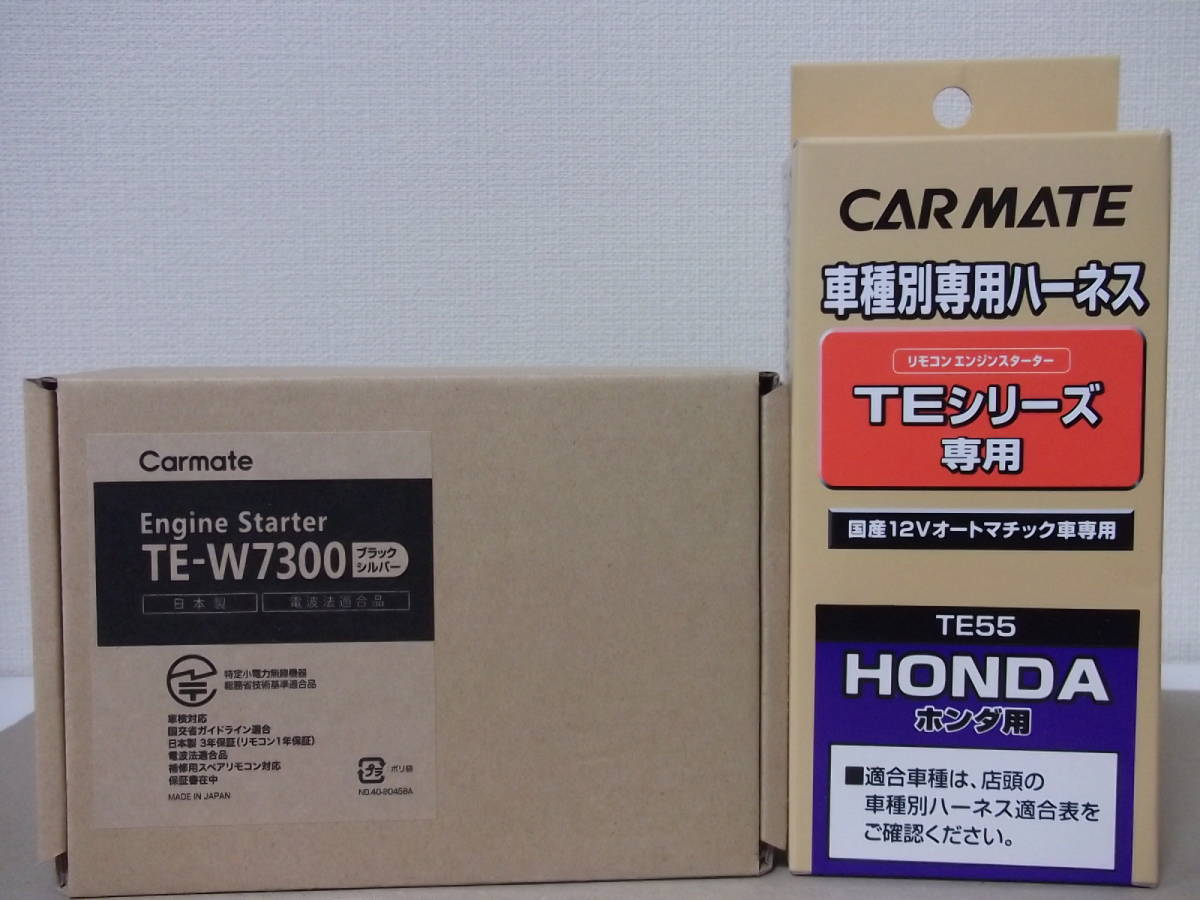 Carmate
Engine Starter
TE-W7300 ブラック シルバー
日本製 電波法適合品
特定小電力無線機器
総務省技術基準適合品
車検対応
国交省ガイドライン適合
日本製 3年保証(リモコン1年保証)
電波法適合品
補修用スペアリモコン対応
保証書在中
MADE IN JAPAN
プラ ポリ袋
NO.40-90458A
CAR MATE
車種別専用ハーネス
リモコン エンジンスターター
TEシリーズ
専用
国産12Vオートマチック車専用
TE55
HONDA
ホンダ用
■適合車種は、店頭の
車種別ハーネス適合表を
ご確認ください。